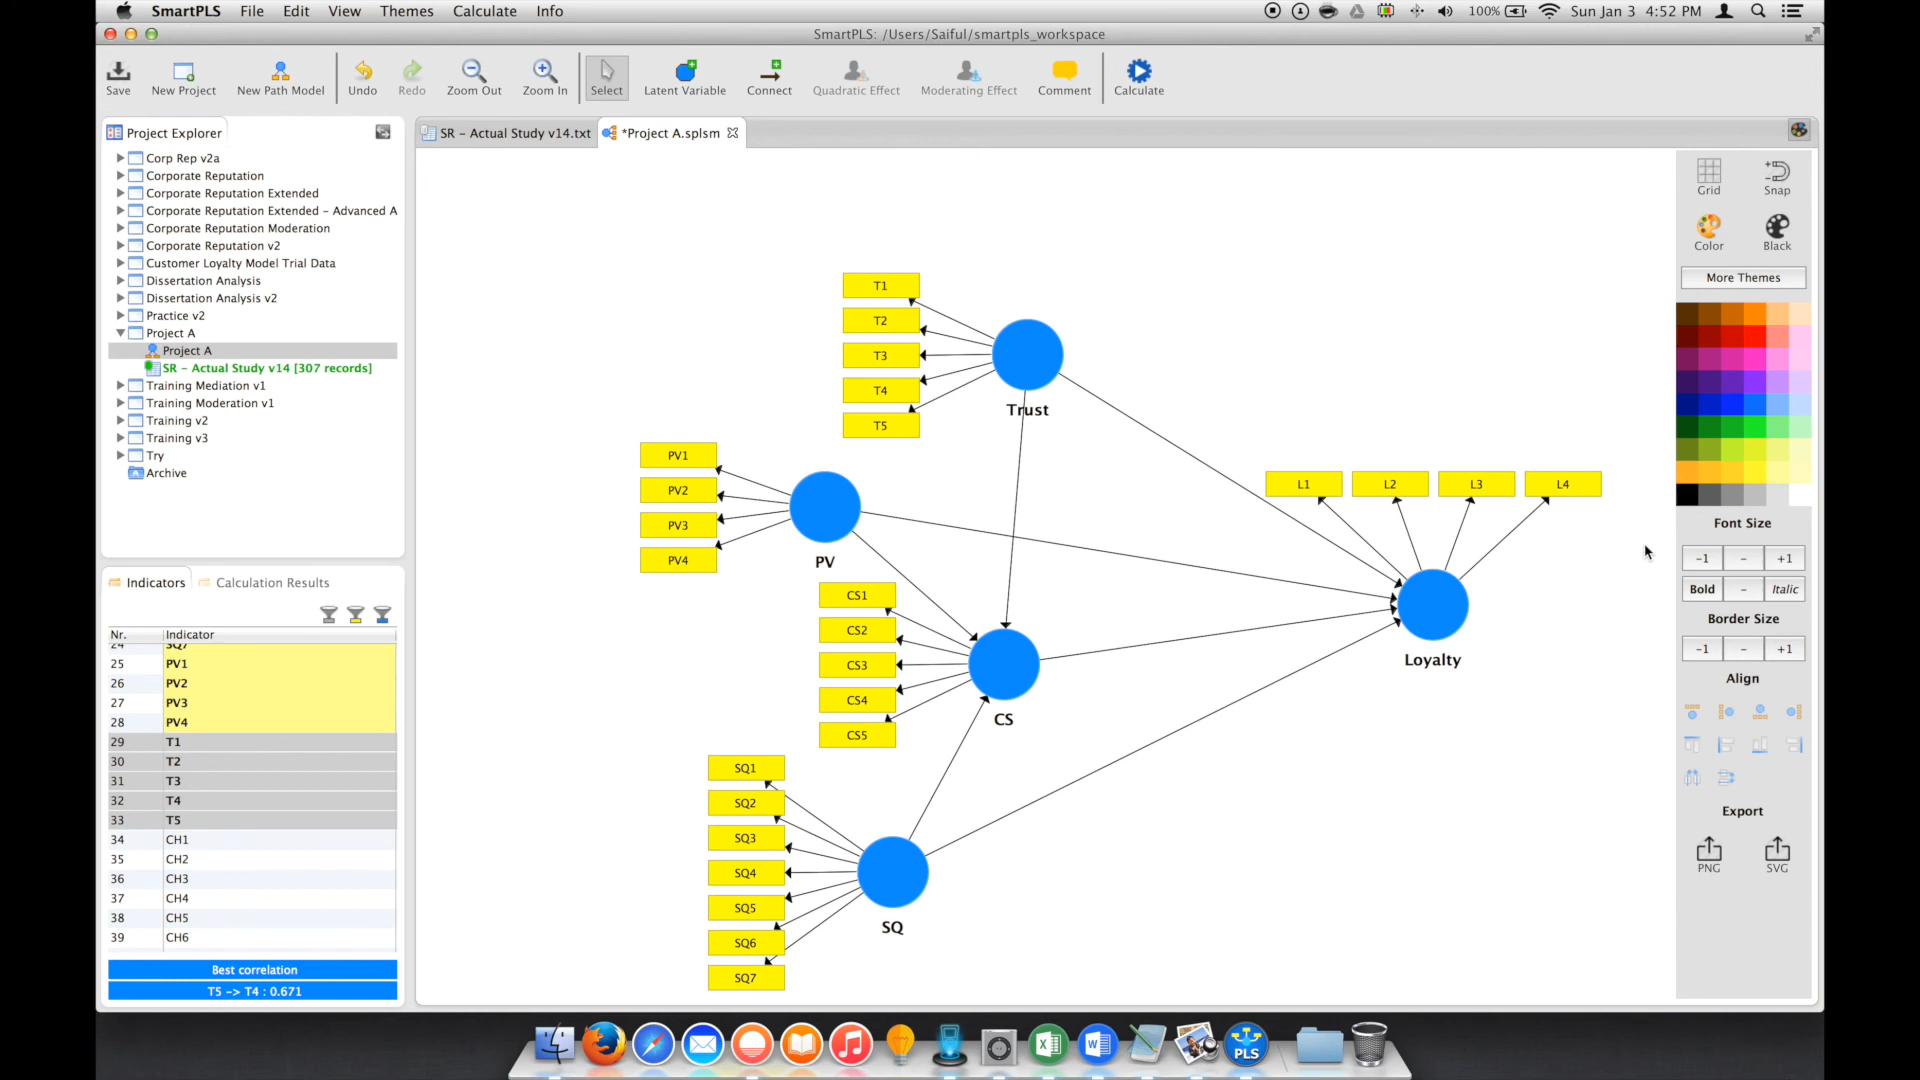 SmartPLS File Edit View Themes Calculate Info 100% Sun Jan 3 4:52 PM
SmartPLS: /Users/Saiful/smartpls_workspace
Save New Project New Path Model Undo Redo Zoom Out Zoom In Select Latent Variable Connect Quadratic Effect Moderating Effect Comment Calculate
Project Explorer
SR - Actual Study v14.txt *Project A.splsm
Corp Rep v2a
Corporate Reputation
Corporate Reputation Extended
Corporate Reputation Extended - Advanced A
Corporate Reputation Moderation
Corporate Reputation v2
Customer Loyalty Model Trial Data
Dissertation Analysis
Dissertation Analysis v2
Practice v2
Project A
Project A
SR - Actual Study v14 [307 records]
Training Mediation v1
Training Moderation v1
Training v2
Training v3
Try
Archive
Indicators Calculation Results
Nr. Indicator
24 SQ7
25 PV1
26 PV2
27 PV3
28 PV4
29 T1
30 T2
31 T3
32 T4
33 T5
34 CH1
35 CH2
36 CH3
37 CH4
38 CH5
39 CH6
Best correlation
T5 -> T4 : 0.671
T1
T2
T3
T4
T5
Trust
PV1
PV2
PV3
PV4
PV
L1 L2 L3 L4
Loyalty
CS1
CS2
CS3
CS4
CS5
CS
SQ1
SQ2
SQ3
SQ4
SQ5
SQ6
SQ7
SQ
Grid Snap
Color Black
More Themes
Font Size
-1 - +1
Bold - Italic
Border Size
-1 - +1
Align
Export
PNG SVG
PLS